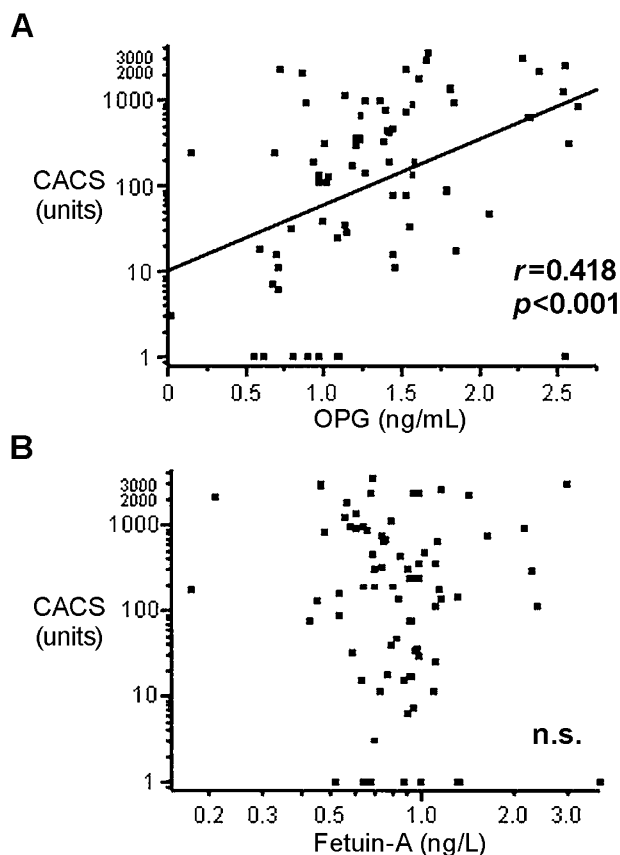 A
3000
2000
1000
CACS
(units)
100
10
1
r=0.418
p<0.001
0 0.5 1.0 1.5 2.0 2.5
OPG (ng/mL)
B
3000
2000
1000
CACS
(units)
100
10
1
n.s.
0.2 0.3 0.5 1.0 2.0 3.0
Fetuin-A (ng/L)